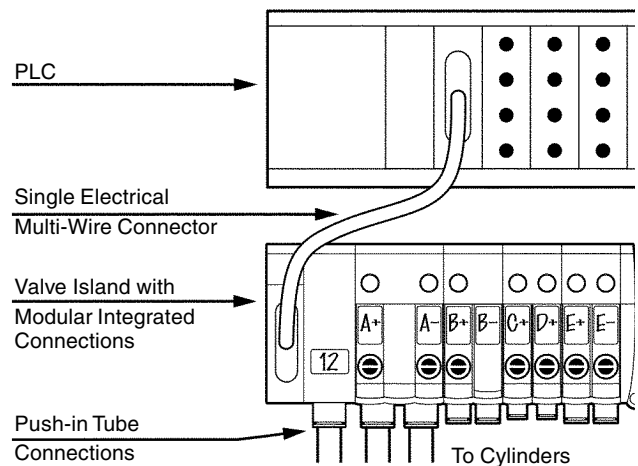 PLC
Single Electrical
Multi-Wire Connector
Valve Island with
Modular Integrated
Connections
A+ A- B+ B- C+ D+ E+ E-
12
Push-in Tube
Connections
To Cylinders